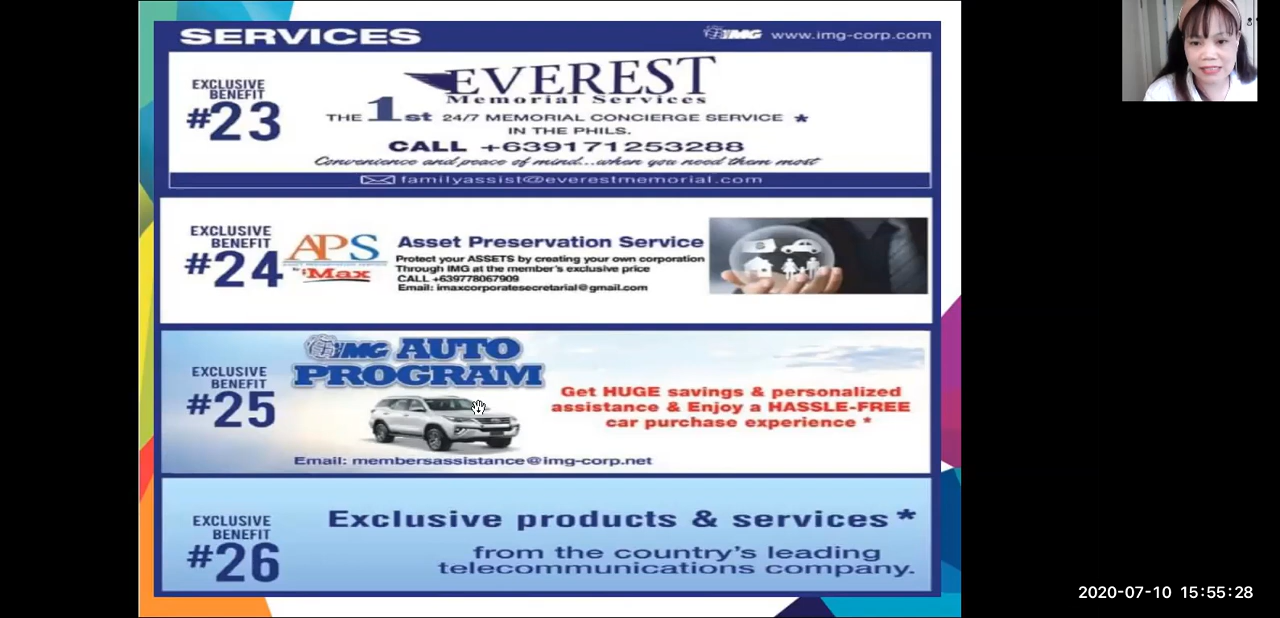 SERVICES
IMG www.img-corp.com
EXCLUSIVE
BENEFIT
#23
EVEREST
Memorial Services
THE 1st 24/7 MEMORIAL CONCIERGE SERVICE *
IN THE PHILS.
CALL +639171253288
Convenience and peace of mind...when you need them most
familyassist@everestmemorial.com
EXCLUSIVE
BENEFIT
#24
APS
ASSET PRESERVATION SERVICE
by iMax
Asset Preservation Service
Protect your ASSETS by creating your own corporation
Through IMG at the member's exclusive price
CALL +639778067909
Email: imaxcorporatesecretarial@gmail.com
EXCLUSIVE
BENEFIT
#25
IMG AUTO
PROGRAM
Get HUGE savings & personalized
assistance & Enjoy a HASSLE-FREE
car purchase experience *
Email: membersassistance@img-corp.net
EXCLUSIVE
BENEFIT
#26
Exclusive products & services*
from the country's leading
telecommunications company.
2020-07-10 15:55:28